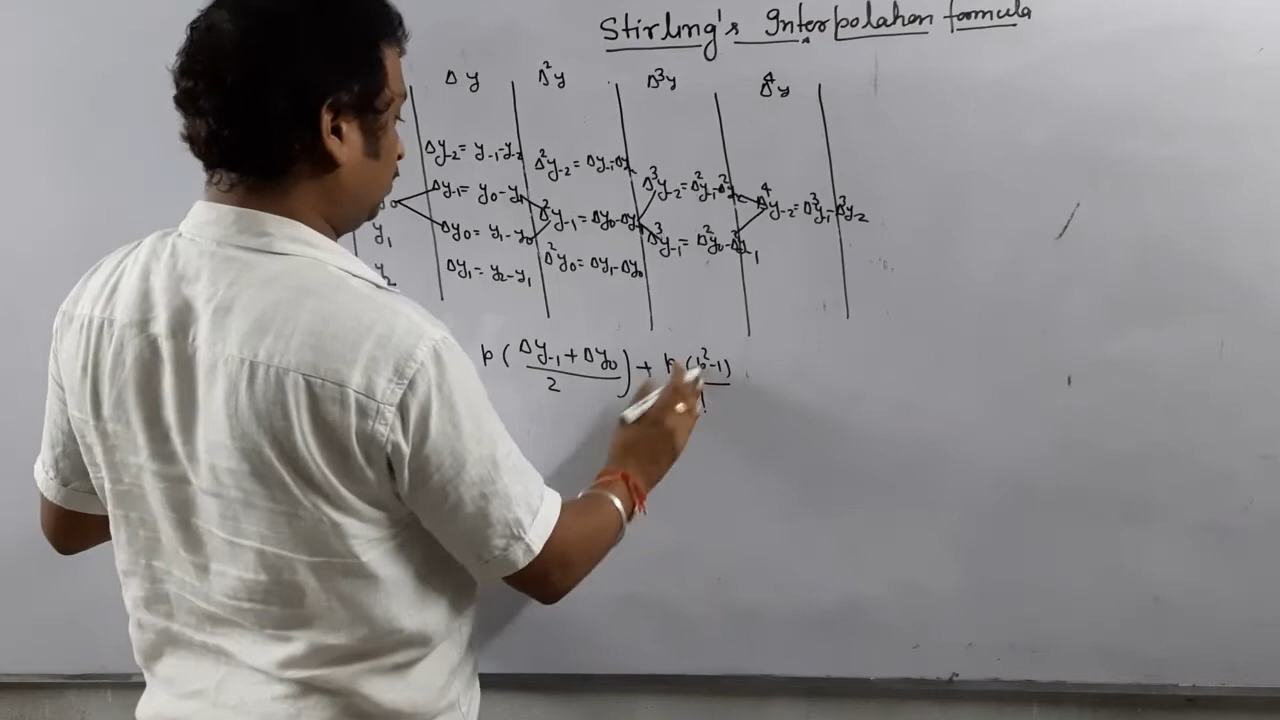 Stirling's Interpolation formula
Δy Δ²y Δ³y Δ⁴y
Δy₋₂ = y₋₁-y₋₂ Δ²y₋₂ = Δy₋₁-Δy
Δy₋₁ = y₀-y₋₁ Δ³y₋₂ = Δ²y₋₁-Δ²y₋₂
Δ²y₋₁ = Δy₀-Δy₋₁ Δ⁴y₋₂ = Δ³y₋₁-Δ³y₋₂
y₁ Δy₀ = y₁-y₀ Δ³y₋₁ = Δ²y₀-Δ²y₋₁
y₂ Δy₁ = y₂-y₁ Δ²y₀ = Δy₁-Δy₀
p ( (Δy₋₁ + Δy₀) / 2 ) + p (p²-1)